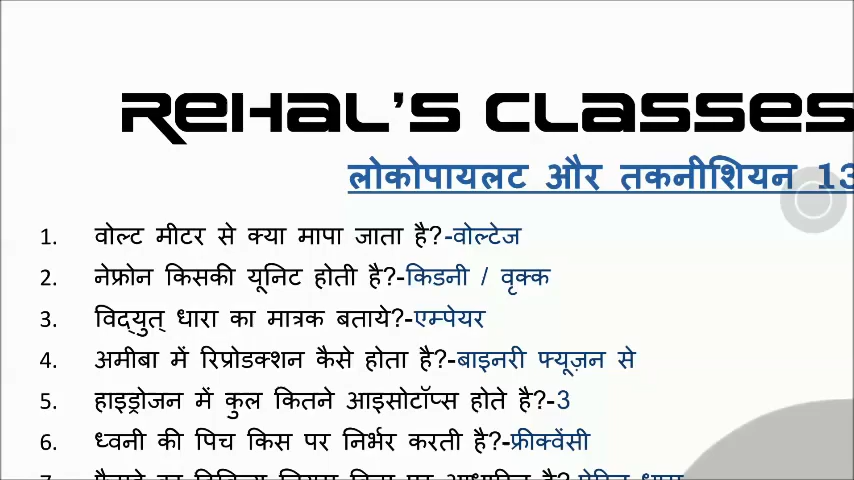 REHAL'S CLASSES
लोकोपायलट और तकनीशियन 13
1. वोल्ट मीटर से क्या मापा जाता है?-वोल्टेज
2. नेफ्रोन किसकी यूनिट होती है?-किडनी / वृक्क
3. विद्युत् धारा का मात्रक बताये?-एम्पेयर
4. अमीबा में रिप्रोडक्शन कैसे होता है?-बाइनरी फ्यूज़न से
5. हाइड्रोजन में कुल कितने आइसोटॉप्स होते है?-3
6. ध्वनी की पिच किस पर निर्भर करती है?-फ्रीक्वेंसी